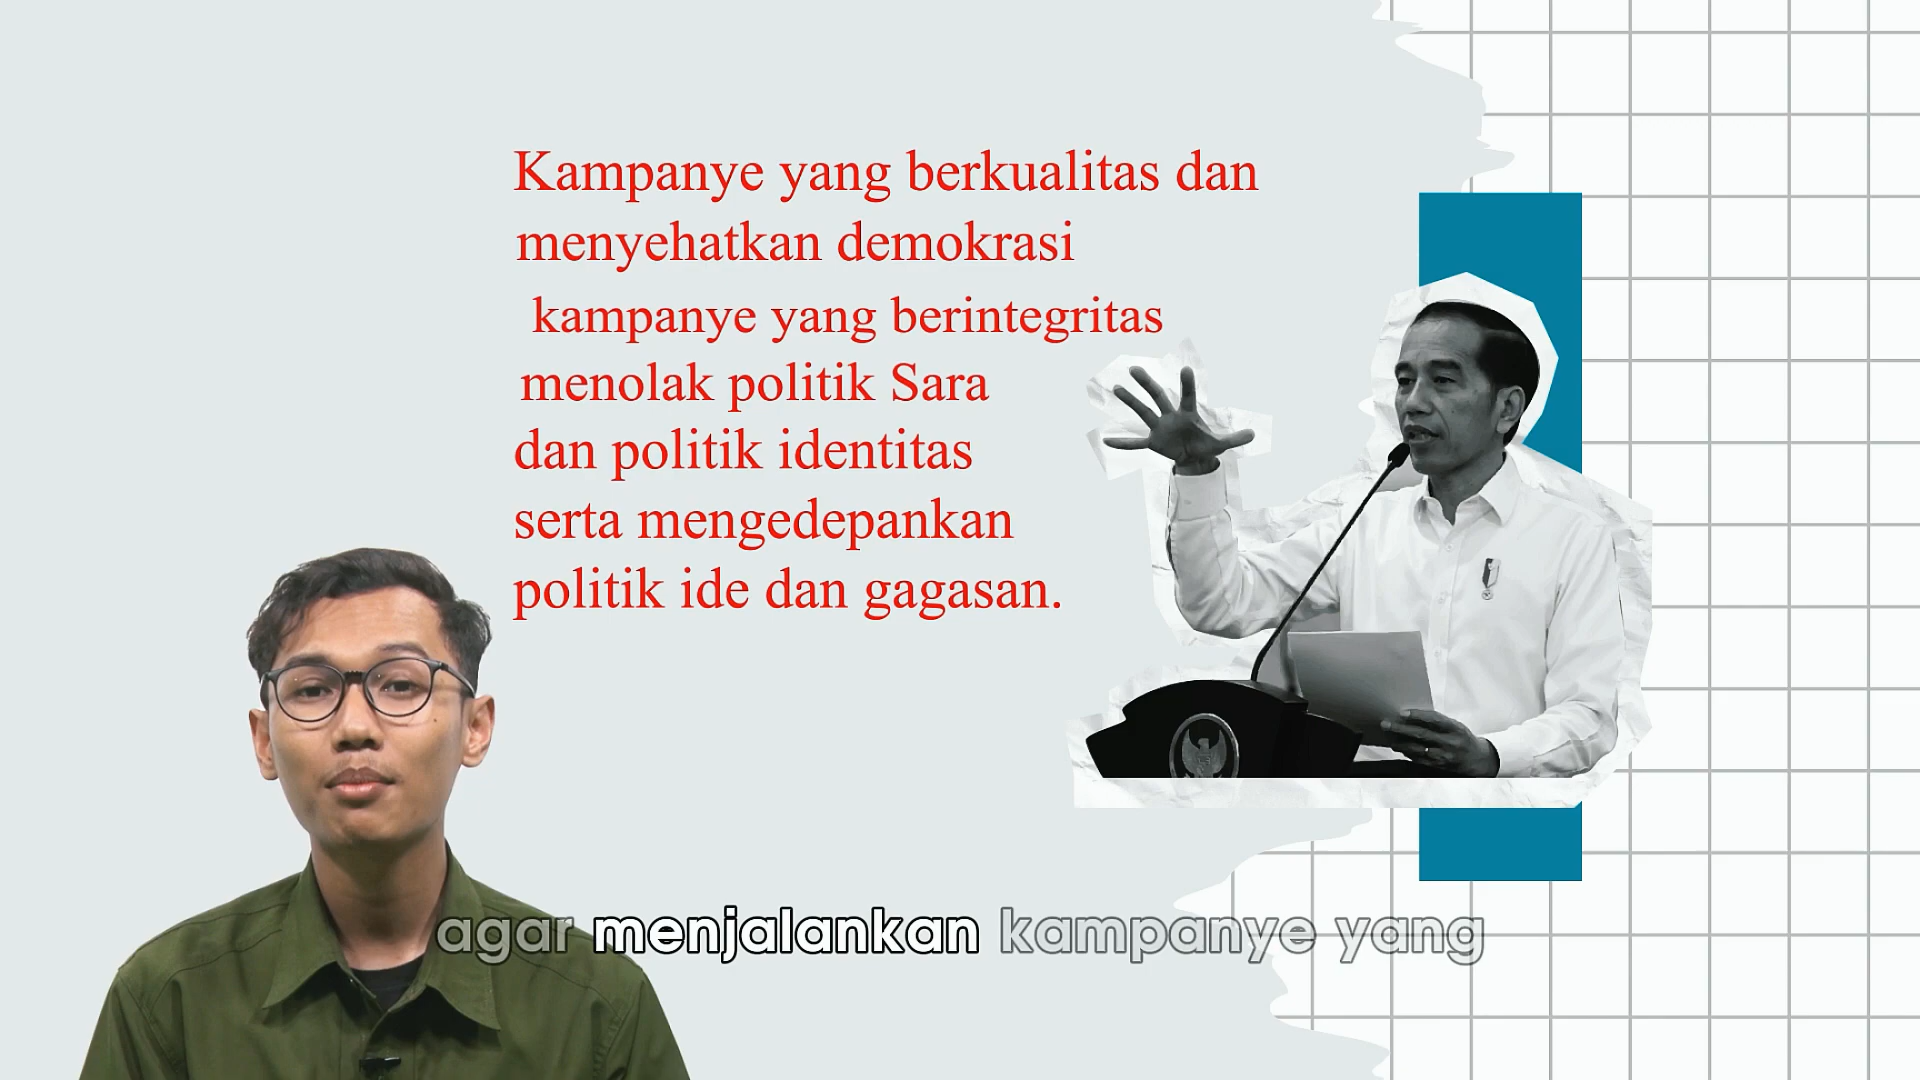 Kampanye yang berkualitas dan
menyehatkan demokrasi
kampanye yang berintegritas
menolak politik Sara
dan politik identitas
serta mengedepankan
politik ide dan gagasan.
agar menjalankan kampanye yang